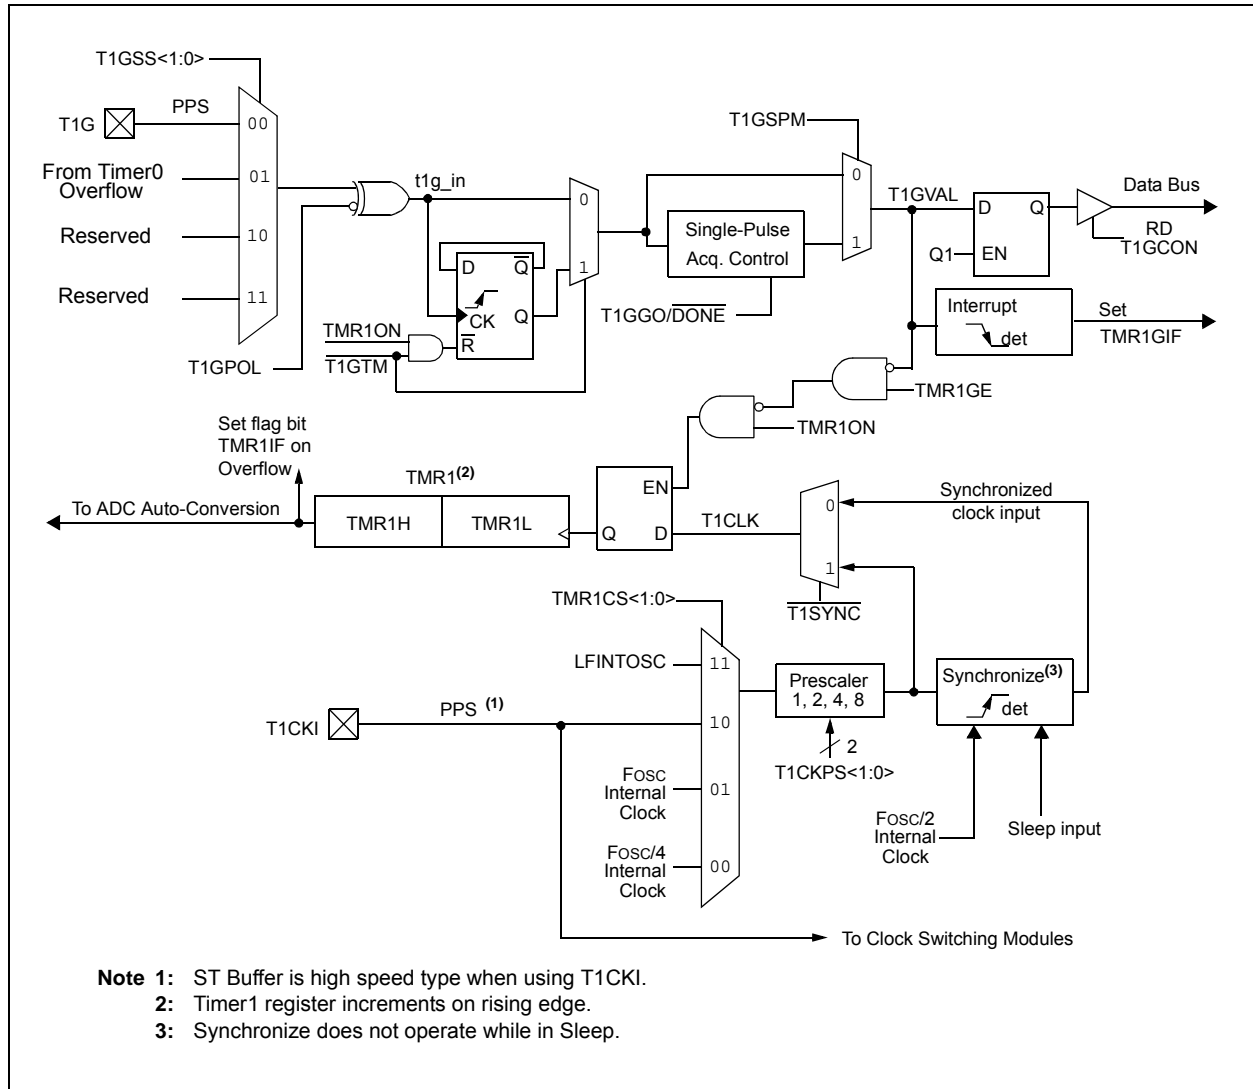 T1GSS<1:0>
T1G
PPS
00
From Timer0
Overflow
01
Reserved
10
Reserved
11
T1GPOL
t1g_in
0
1
D
Q
CK
Q
R
TMR1ON
T1GTM
T1GSPM
0
1
Single-Pulse
Acq. Control
T1GGO/DONE
T1GVAL
D
Q
Q1
EN
Data Bus
RD
T1GCON
Interrupt
det
Set
TMR1GIF
TMR1GE
TMR1ON
Set flag bit
TMR1IF on
Overflow
TMR1(2)
To ADC Auto-Conversion
TMR1H
TMR1L
EN
Q
D
T1CLK
0
1
Synchronized
clock input
T1SYNC
TMR1CS<1:0>
LFINTOSC
11
Prescaler
1, 2, 4, 8
Synchronize(3)
det
T1CKI
PPS (1)
10
2
T1CKPS<1:0>
FOSC
Internal
Clock
01
FOSC/2
Internal
Clock
Sleep input
FOSC/4
Internal
Clock
00
To Clock Switching Modules
Note 1: ST Buffer is high speed type when using T1CKI.
2: Timer1 register increments on rising edge.
3: Synchronize does not operate while in Sleep.